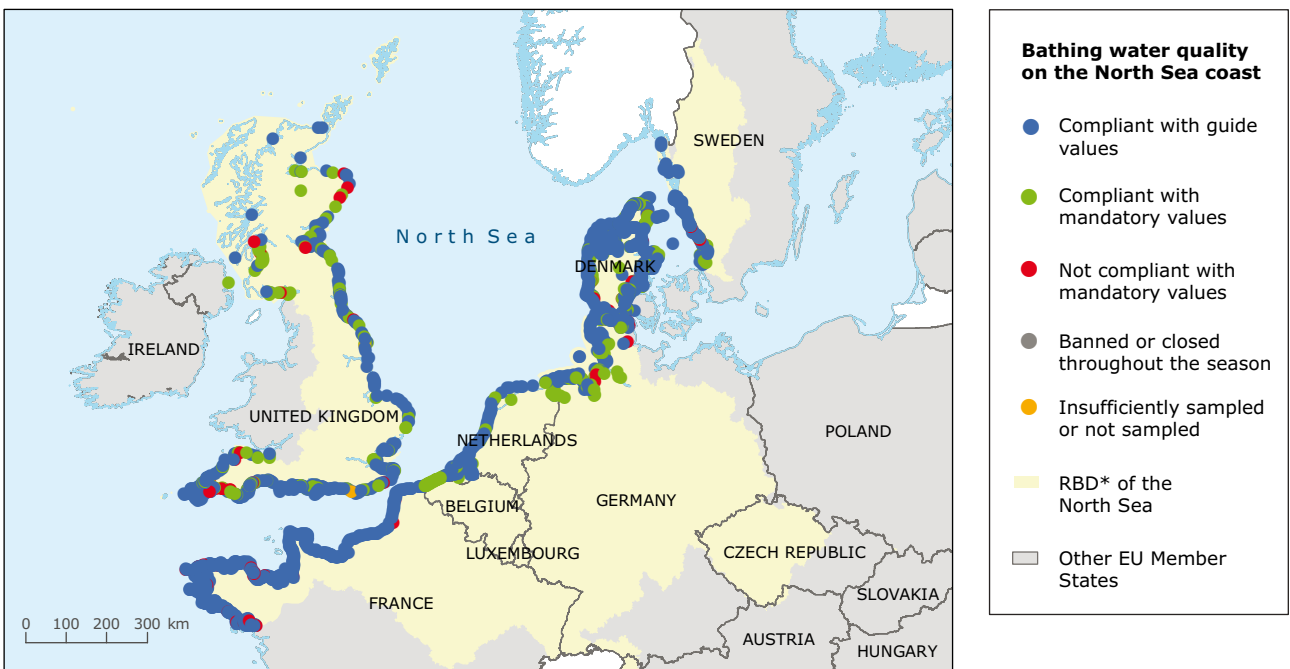 SWEDEN
North Sea
DENMARK
IRELAND
UNITED KINGDOM
NETHERLANDS
POLAND
BELGIUM
GERMANY
LUXEMBOURG
CZECH REPUBLIC
FRANCE
SLOVAKIA
AUSTRIA
HUNGARY
0 100 200 300 km
Bathing water quality
on the North Sea coast
Compliant with guide
values
Compliant with
mandatory values
Not compliant with
mandatory values
Banned or closed
throughout the season
Insufficiently sampled
or not sampled
RBD* of the
North Sea
Other EU Member
States